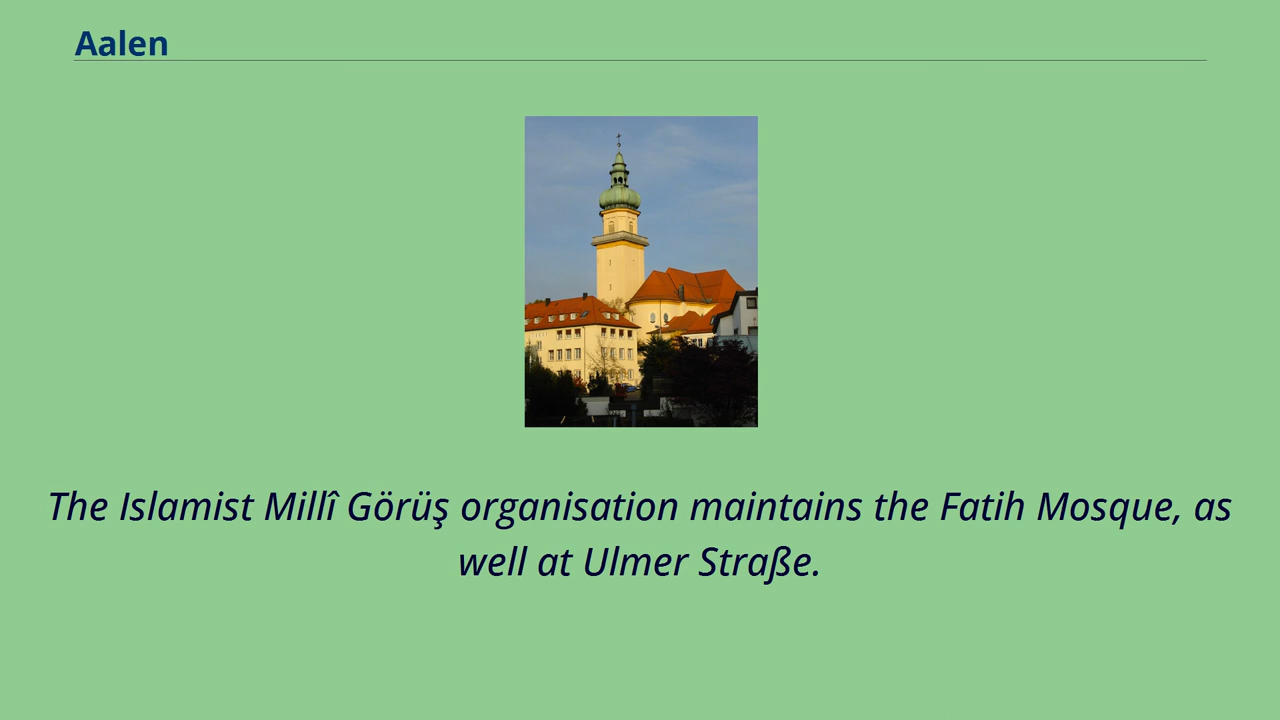 Aalen
The Islamist Millî Görüş organisation maintains the Fatih Mosque, as
well at Ulmer Straße.